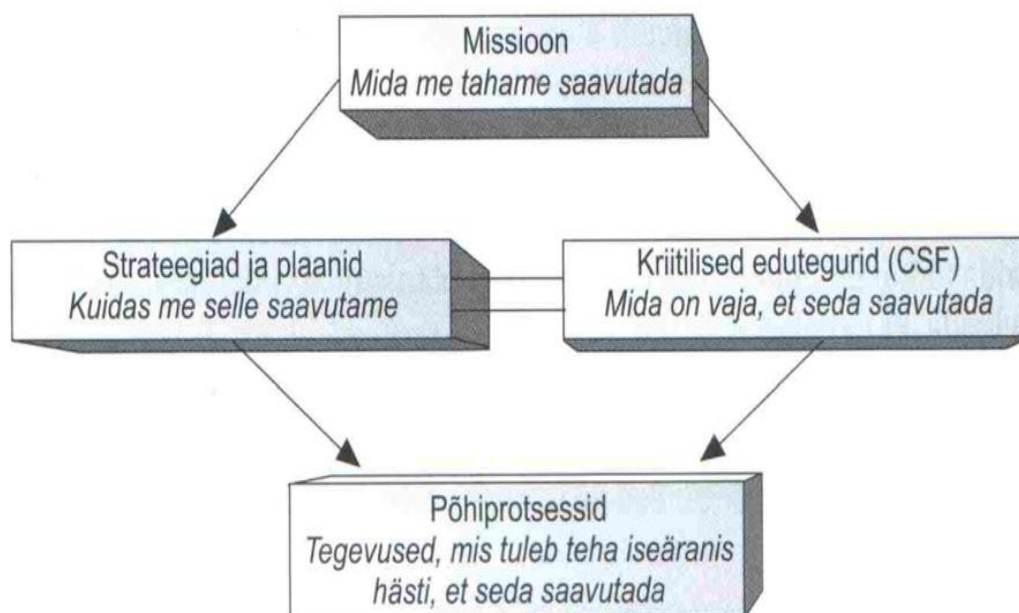 Missioon
Mida me tahame saavutada
Strateegiad ja plaanid
Kuidas me selle saavutame
Kriitilised edutegurid (CSF)
Mida on vaja, et seda saavutada
Põhiprotsessid
Tegevused, mis tuleb teha iseäranis
hästi, et seda saavutada